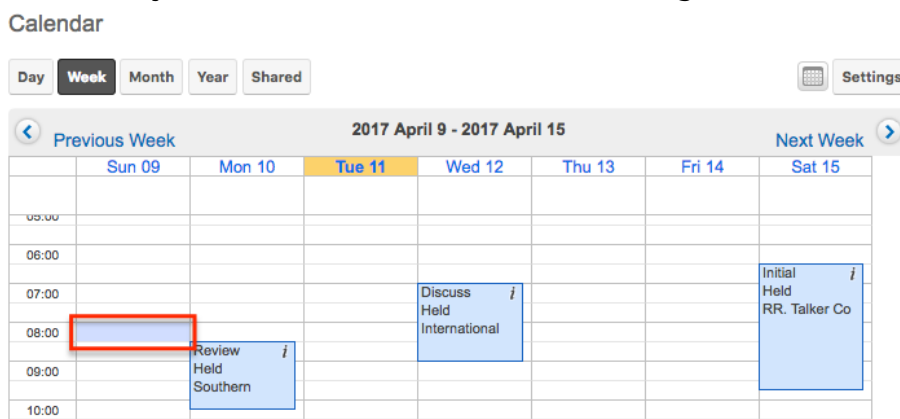 Calendar
Day Week Month Year Shared Settings
Previous Week 2017 April 9 - 2017 April 15 Next Week
Sun 09 Mon 10 Tue 11 Wed 12 Thu 13 Fri 14 Sat 15
05:00
06:00
Initial i
07:00 Discuss i Held
Held RR. Talker Co
08:00 International
Review i
09:00 Held
Southern
10:00